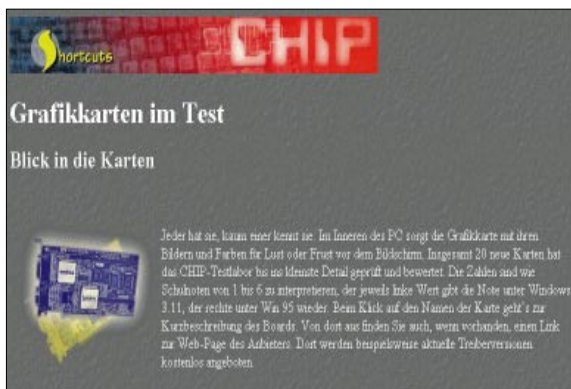 Shortcuts CHIP
Grafikkarten im Test
Blick in die Karten
Jeder hat sie, kaum einer kennt sie. Im Inneren des PC sorgt die Grafikkarte mit ihren
Bildern und Farben für Lust oder Frust vor dem Bildschirm. Insgesamt 20 neue Karten hat
das CHIP-Testlabor bis ins kleinste Detail geprüft und bewertet. Die Zahlen sind wie
Schulnoten von 1 bis 6 zu interpretieren, der jeweils linke Wert gibt die Note unter Windows
3.11, der rechte unter Win 95 wieder. Beim Klick auf den Namen der Karte geht's zur
Kurzbeschreibung des Boards. Von dort aus finden Sie auch, wenn vorhanden, einen Link
zur Web-Page des Anbieters. Dort werden beispielsweise aktuelle Treiberversionen
kostenlos angeboten.